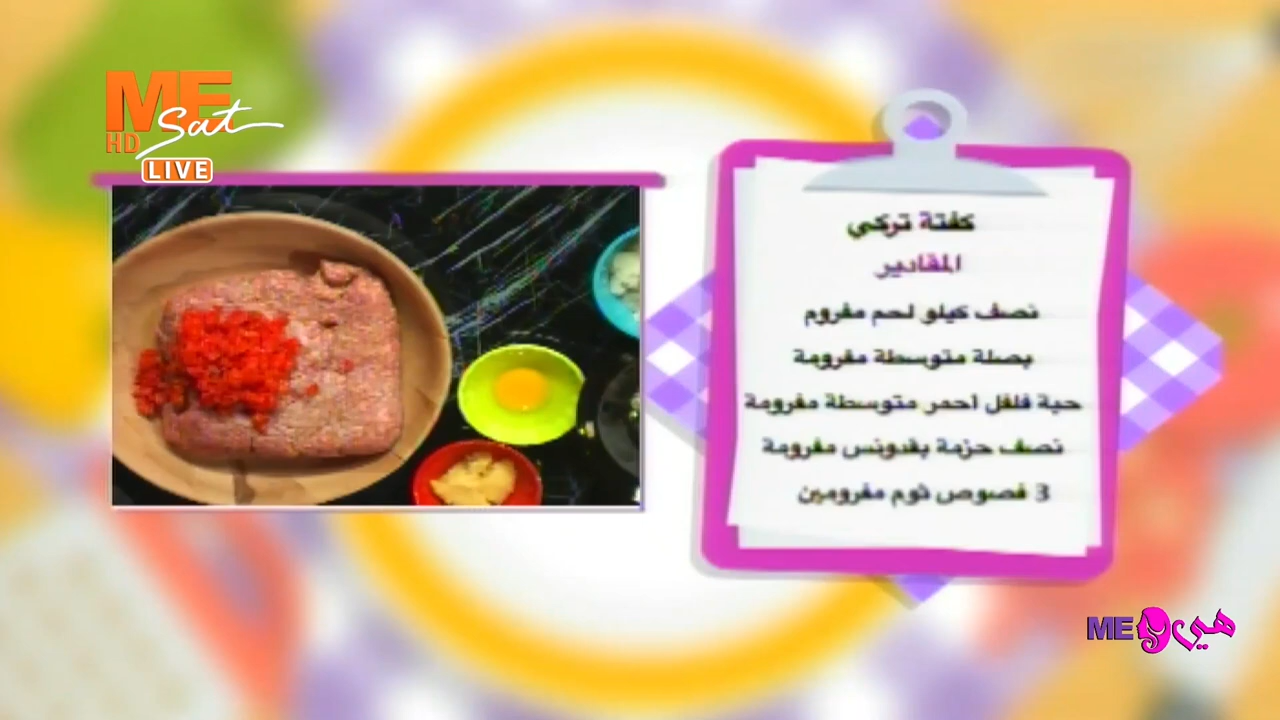 ME
Sat
HD
LIVE
كفتة تركي
المقادير
نصف كيلو لحم مفروم
بصلة متوسطة مفرومة
حبة فلفل احمر متوسطة مفرومة
نصف حزمة بقدونس مفرومة
3 فصوص ثوم مفرومين
ME هي